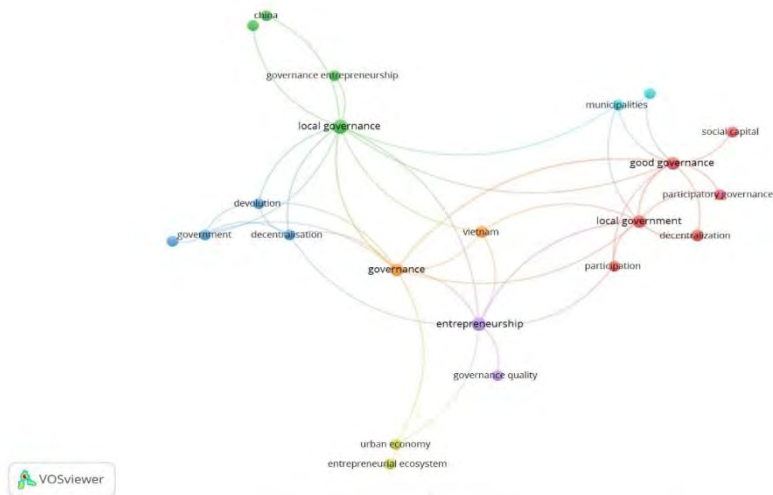 china
governance entrepreneurship
local governance
municipalities
social capital
good governance
participatory governance
devolution
local government
government
decentralisation
vietnam
decentralization
governance
participation
entrepreneurship
governance quality
urban economy
entrepreneurial ecosystem
VOSviewer